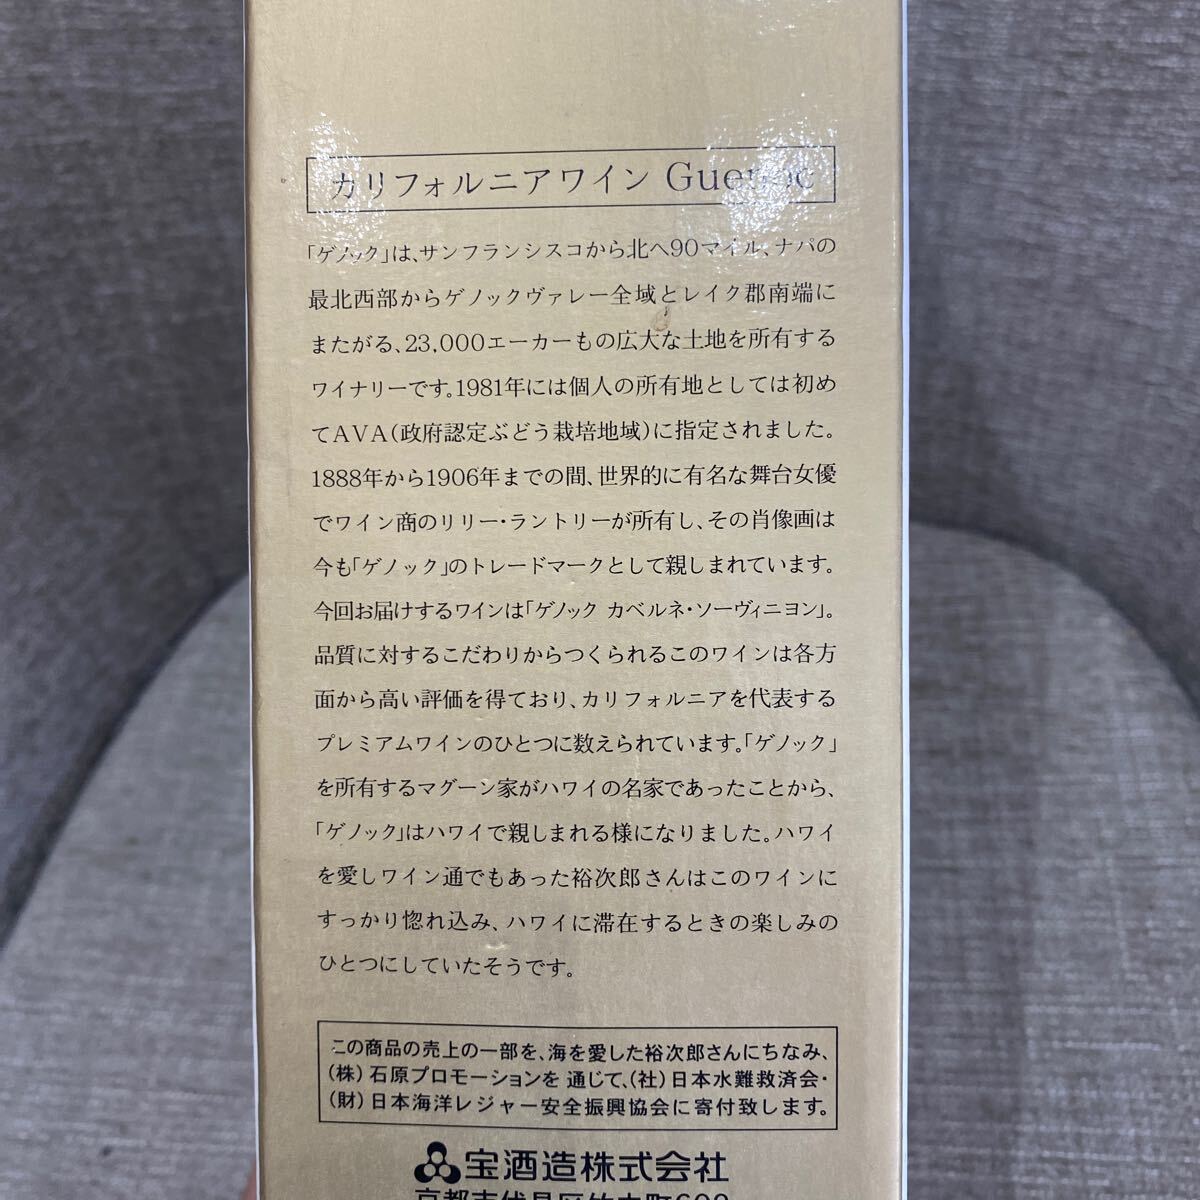 カリフォルニアワイン Guenoc
「ゲノック」は、サンフランシスコから北へ90マイル、ナパの
最北西部からゲノックヴァレー全域とレイク郡南端に
またがる、23,000エーカーもの広大な土地を所有する
ワイナリーです。1981年には個人の所有地としては初め
てAVA(政府認定ぶどう栽培地域)に指定されました。
1888年から1906年までの間、世界的に有名な舞台女優
でワイン商のリリー・ラントリーが所有し、その肖像画は
今も「ゲノック」のトレードマークとして親しまれています。
今回お届けするワインは「ゲノック カベルネ・ソーヴィニヨン」。
品質に対するこだわりからつくられるこのワインは各方
面から高い評価を得ており、カリフォルニアを代表する
プレミアムワインのひとつに数えられています。「ゲノック」
を所有するマグーン家がハワイの名家であったことから、
「ゲノック」はハワイで親しまれる様になりました。ハワイ
を愛しワイン通でもあった裕次郎さんはこのワインに
すっかり惚れ込み、ハワイに滞在するときの楽しみの
ひとつにしていたそうです。
この商品の売上の一部を、海を愛した裕次郎さんにちなみ、
(株)石原プロモーションを通じて、(社)日本水難救済会・
(財)日本海洋レジャー安全振興協会に寄付致します。
宝酒造株式会社
京都市伏見区竹中町609